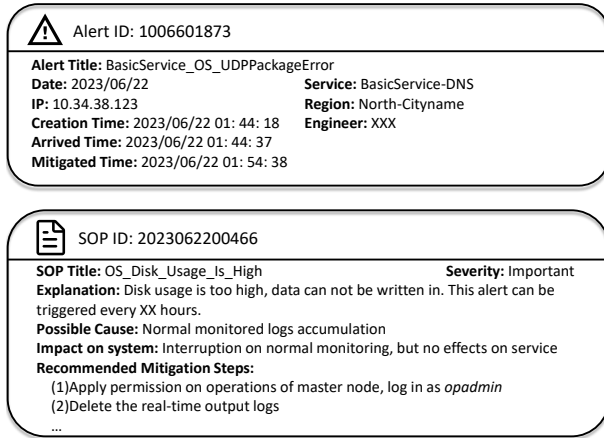 Alert ID: 1006601873
Alert Title: BasicService_OS_UDPPackageError
Date: 2023/06/22 Service: BasicService-DNS
IP: 10.34.38.123 Region: North-Cityname
Creation Time: 2023/06/22 01: 44: 18 Engineer: XXX
Arrived Time: 2023/06/22 01: 44: 37
Mitigated Time: 2023/06/22 01: 54: 38
SOP ID: 2023062200466
SOP Title: OS_Disk_Usage_Is_High Severity: Important
Explanation: Disk usage is too high, data can not be written in. This alert can be
triggered every XX hours.
Possible Cause: Normal monitored logs accumulation
Impact on system: Interruption on normal monitoring, but no effects on service
Recommended Mitigation Steps:
(1)Apply permission on operations of master node, log in as opadmin
(2)Delete the real-time output logs
…